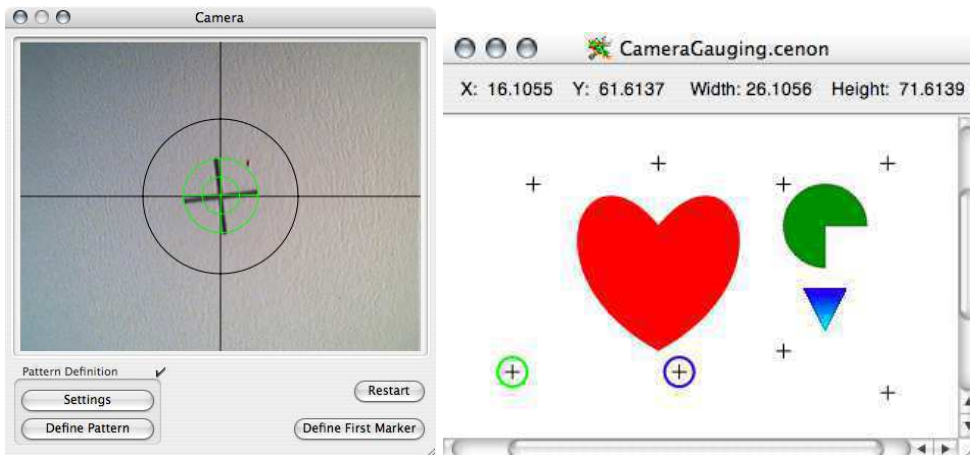 Camera
Pattern Definition
Settings
Define Pattern
Restart
Define First Marker
CameraGauging.cenon
X: 16.1055 Y: 61.6137 Width: 26.1056 Height: 71.6139